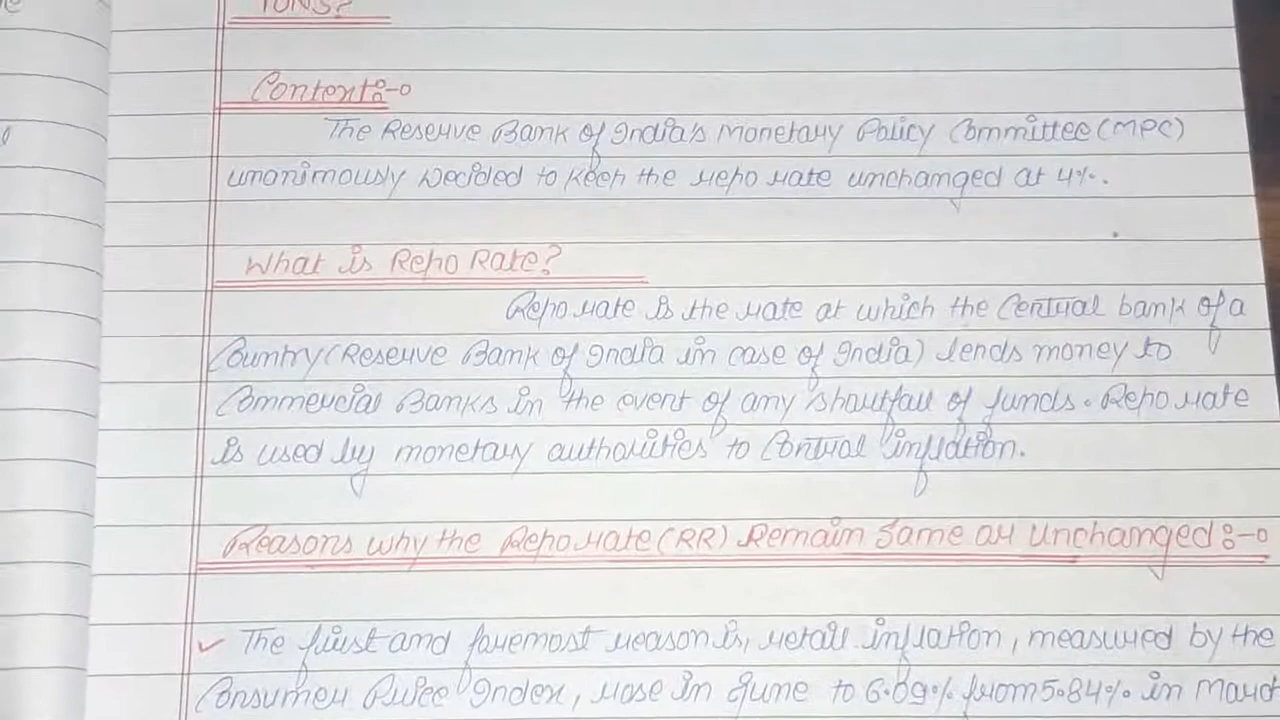 TONS?
Context:-
The Reserve Bank of India's Monetary Policy Committee (MPC)
unanimously Decided to keep the repo rate unchanged at 4%.
What is Repo Rate?
Repo rate is the rate at which the Central bank of a
Country (Reserve Bank of India in case of India) lends money to
Commercial Banks in the event of any shortfall of funds. Repo rate
is used by monetary authorities to Control inflation.
Reasons why the Repo rate (RR) Remain Same or Unchanged:-
✓ The first and foremost reason is, retail inflation, measured by the
Consumer Price Index, rose in June to 6.09% from 5.84% in March